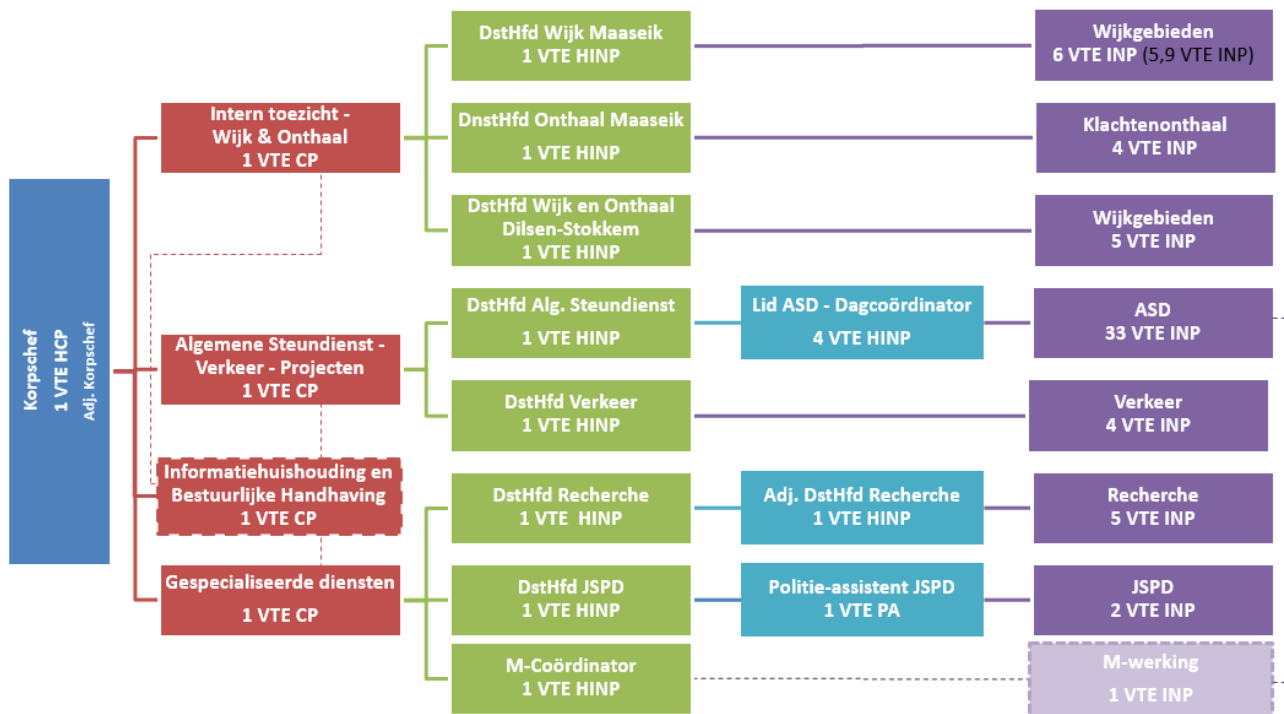 Korpschef
1 VTE HCP
Adj. Korpschef
Intern toezicht -
Wijk & Onthaal
1 VTE CP
Algemene Steundienst -
Verkeer - Projecten
1 VTE CP
Informatiehuishouding en
Bestuurlijke Handhaving
1 VTE CP
Gespecialiseerde diensten
1 VTE CP
DstHfd Wijk Maaseik
1 VTE HINP
DnstHfd Onthaal Maaseik
1 VTE HINP
DstHfd Wijk en Onthaal
Dilsen-Stokkem
1 VTE HINP
DstHfd Alg. Steundienst
1 VTE HINP
DstHfd Verkeer
1 VTE HINP
DstHfd Recherche
1 VTE HINP
DstHfd JSPD
1 VTE HINP
M-Coördinator
1 VTE HINP
Lid ASD - Dagcoördinator
4 VTE HINP
Adj. DstHfd Recherche
1 VTE HINP
Politie-assistent JSPD
1 VTE PA
Wijkgebieden
6 VTE INP (5,9 VTE INP)
Klachtenonthaal
4 VTE INP
Wijkgebieden
5 VTE INP
ASD
33 VTE INP
Verkeer
4 VTE INP
Recherche
5 VTE INP
JSPD
2 VTE INP
M-werking
1 VTE INP